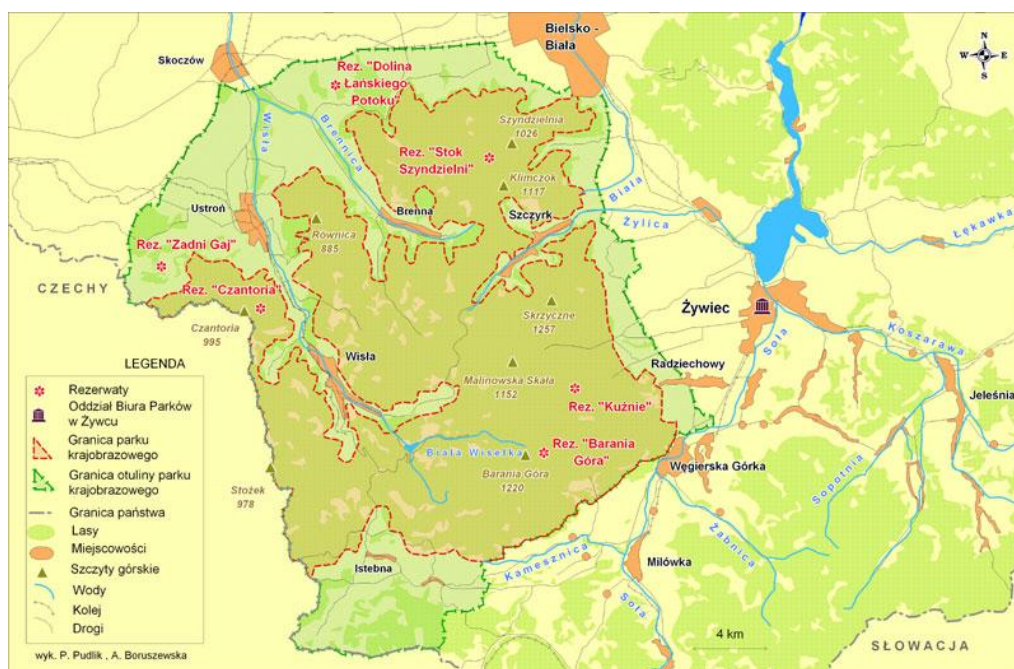 Bielsko -
Biała
N
W E
S
Skoczów
Rez. "Dolina
Łańskiego
Potoku"
Wisła
Brennica
Szyndzielnia
1026
Rez. "Stok
Szyndzielni"
Klimczok
1117
Biała
Ustroń
Brenna
Szczyrk
Żylica
Łękawka
Równica
885
Rez. "Zadni Gaj"
CZECHY
Rez. "Czantoria"
Czantoria
995
Skrzyczne
1257
Żywiec
Soła
Koszarawa
Wisła
Radziechowy
Malinowska Skała
1152
Rez. "Kuźnie"
Jeleśnia
Biała Wisełka
Rez. "Barania
Góra"
Barania Góra
1220
Węgierska Górka
Sopotnia
Stożek
978
Żabnica
Istebna
Kamesznica
Milówka
Soła
4 km
SŁOWACJA
LEGENDA
Rezerwaty
Oddział Biura Parków
w Żywcu
Granica parku
krajobrazowego
Granica otuliny parku
krajobrazowego
Granica państwa
Lasy
Miejscowości
Szczyty górskie
Wody
Kolej
Drogi
wyk. P. Pudlik , A. Boruszewska